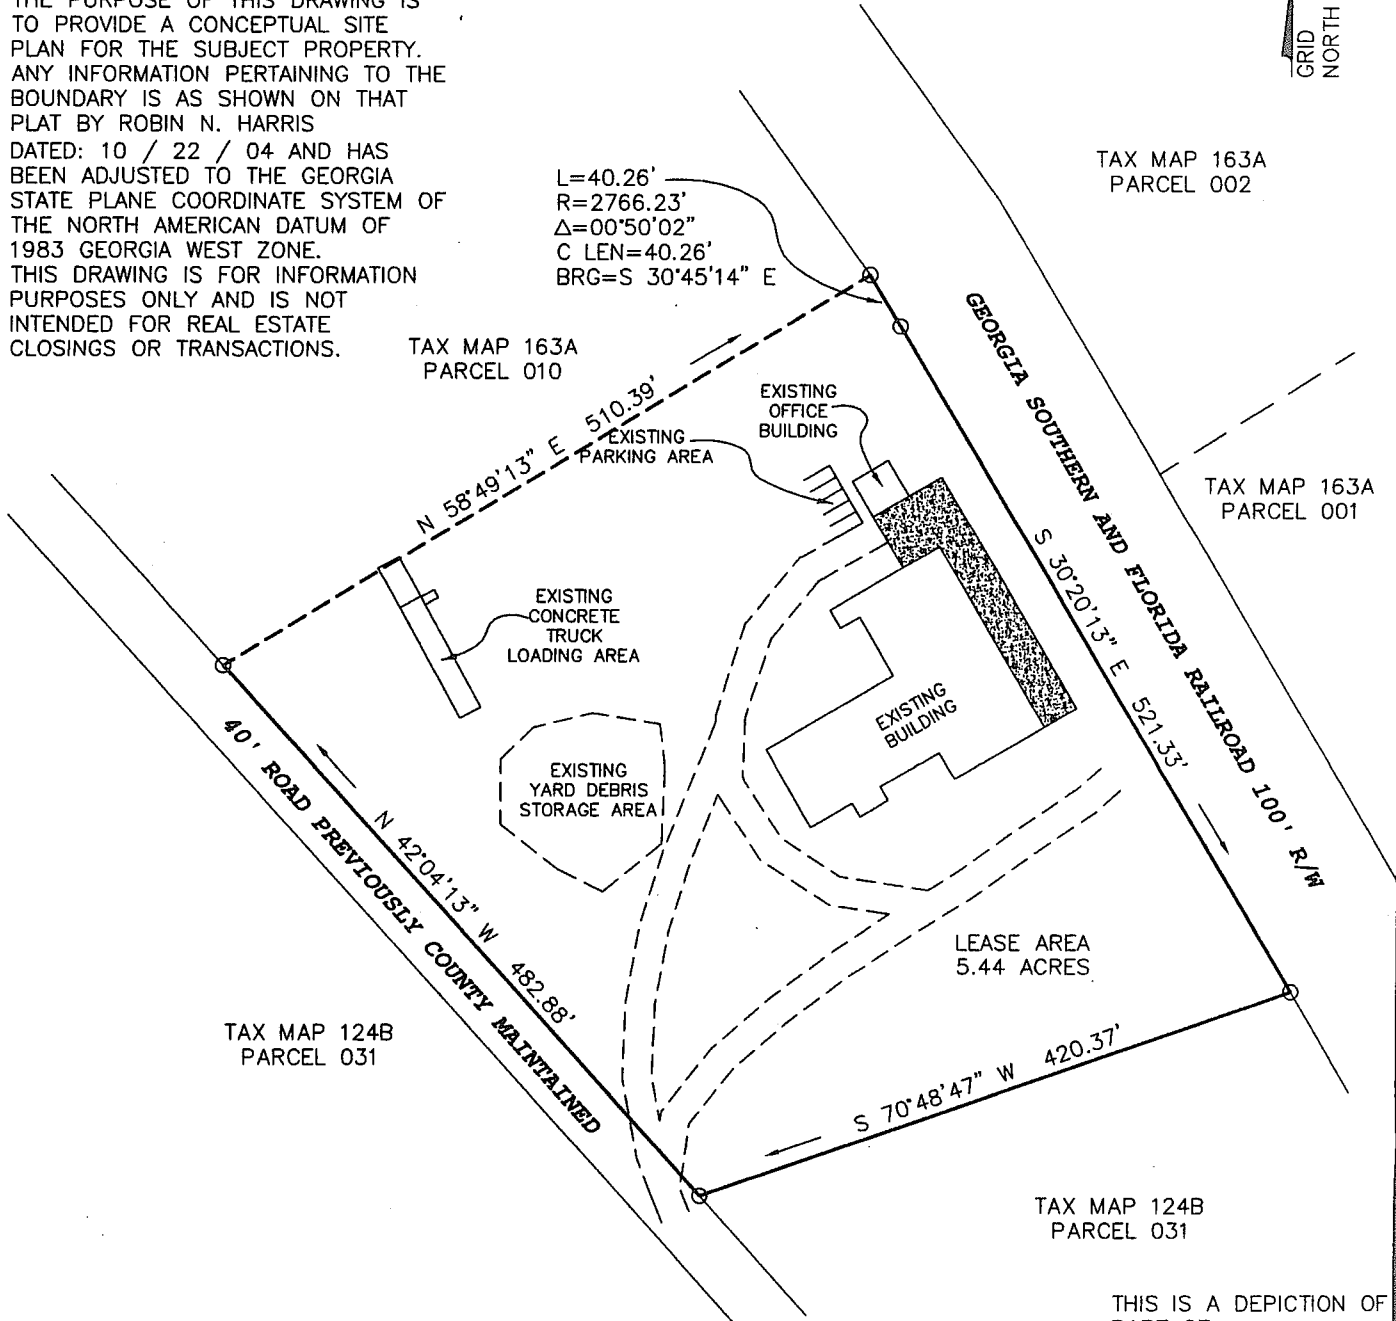 THE PURPOSE OF THIS DRAWING IS
TO PROVIDE A CONCEPTUAL SITE
PLAN FOR THE SUBJECT PROPERTY.
ANY INFORMATION PERTAINING TO THE
BOUNDARY IS AS SHOWN ON THAT
PLAT BY ROBIN N. HARRIS
DATED: 10 / 22 / 04 AND HAS
BEEN ADJUSTED TO THE GEORGIA
STATE PLANE COORDINATE SYSTEM OF
THE NORTH AMERICAN DATUM OF
1983 GEORGIA WEST ZONE.
THIS DRAWING IS FOR INFORMATION
PURPOSES ONLY AND IS NOT
INTENDED FOR REAL ESTATE
CLOSINGS OR TRANSACTIONS.
GRID
NORTH
TAX MAP 163A
PARCEL 002
L=40.26'
R=2766.23'
Δ=00°50'02"
C LEN=40.26'
BRG=S 30°45'14" E
TAX MAP 163A
PARCEL 010
N 58°49'13" E 510.39'
EXISTING
OFFICE
BUILDING
EXISTING
PARKING AREA
GEORGIA SOUTHERN AND FLORIDA RAILROAD 100' R/W
TAX MAP 163A
PARCEL 001
S 30°20'13" E 521.33'
EXISTING
CONCRETE
TRUCK
LOADING AREA
EXISTING
BUILDING
EXISTING
YARD DEBRIS
STORAGE AREA
40' ROAD PREVIOUSLY COUNTY MAINTAINED
N 42°04'13" W 482.88'
LEASE AREA
5.44 ACRES
TAX MAP 124B
PARCEL 031
S 70°48'47" W 420.37'
TAX MAP 124B
PARCEL 031
THIS IS A DEPICTION OF